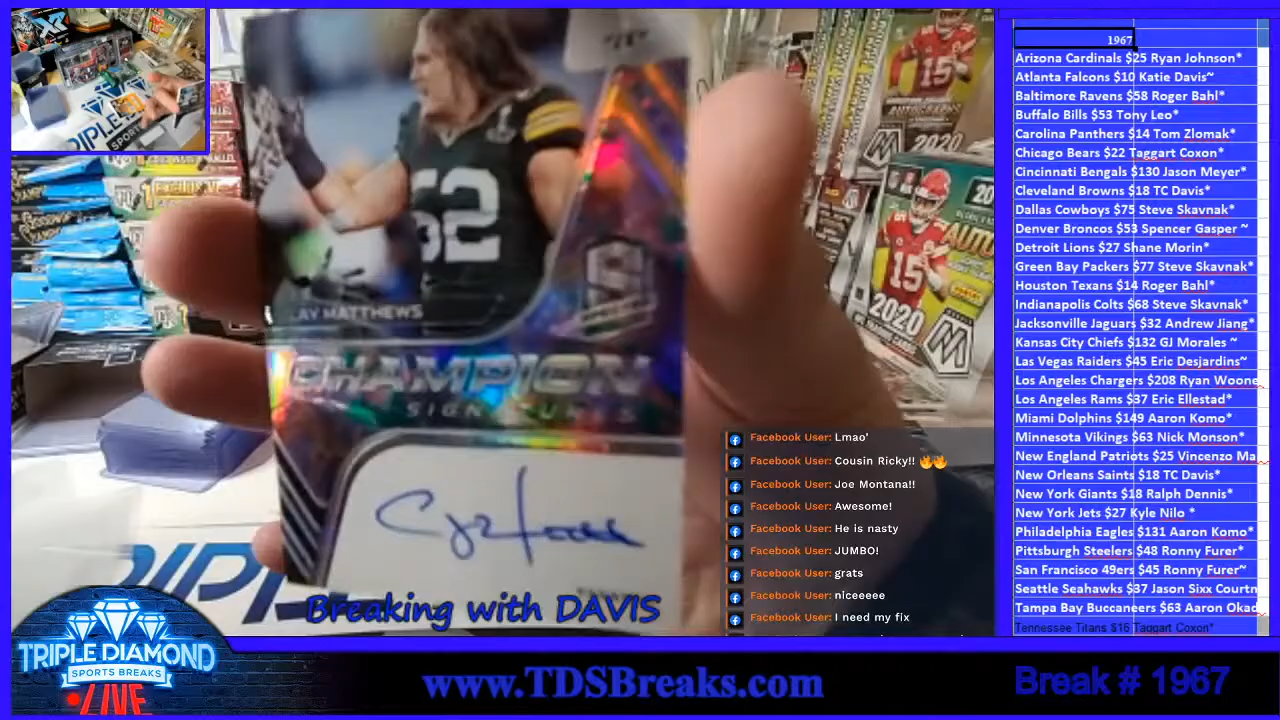 1967
Arizona Cardinals $25 Ryan Johnson*
Atlanta Falcons $10 Katie Davis~
Baltimore Ravens $58 Roger Bahl*
Buffalo Bills $53 Tony Leo*
Carolina Panthers $14 Tom Zlomak*
Chicago Bears $22 Taggart Coxon*
Cincinnati Bengals $130 Jason Meyer*
Cleveland Browns $18 TC Davis*
Dallas Cowboys $75 Steve Skavnak*
Denver Broncos $53 Spencer Gasper ~
Detroit Lions $27 Shane Morin*
Green Bay Packers $77 Steve Skavnak*
Houston Texans $14 Roger Bahl*
Indianapolis Colts $68 Steve Skavnak*
Jacksonville Jaguars $32 Andrew Jiang*
Kansas City Chiefs $132 GJ Morales ~
Las Vegas Raiders $45 Eric Desjardins~
Los Angeles Chargers $208 Ryan Woone
Los Angeles Rams $37 Eric Ellestad*
Miami Dolphins $149 Aaron Komo*
Minnesota Vikings $63 Nick Monson*
New England Patriots $25 Vincenzo Ma
New Orleans Saints $18 TC Davis*
New York Giants $18 Ralph Dennis*
New York Jets $27 Kyle Nilo *
Philadelphia Eagles $131 Aaron Komo*
Pittsburgh Steelers $48 Ronny Furer*
San Francisco 49ers $45 Ronny Furer~
Seattle Seahawks $37 Jason Sixx Courtn
Tampa Bay Buccaneers $63 Aaron Okad
Tennessee Titans $16 Taggart Coxon*
52
LAY MATTHEWS
CHAMPION
SIGNATURES
15
2020
15
2020
Facebook User: Lmao'
Facebook User: Cousin Ricky!! 🔥🔥
Facebook User: Joe Montana!!
Facebook User: Awesome!
Facebook User: He is nasty
Facebook User: JUMBO!
Facebook User: grats
Facebook User: niceeeee
Facebook User: I need my fix
Breaking with DAVIS
TRIPLE DIAMOND
SPORTS BREAKS
LIVE
www.TDSBreaks.com
Break # 1967